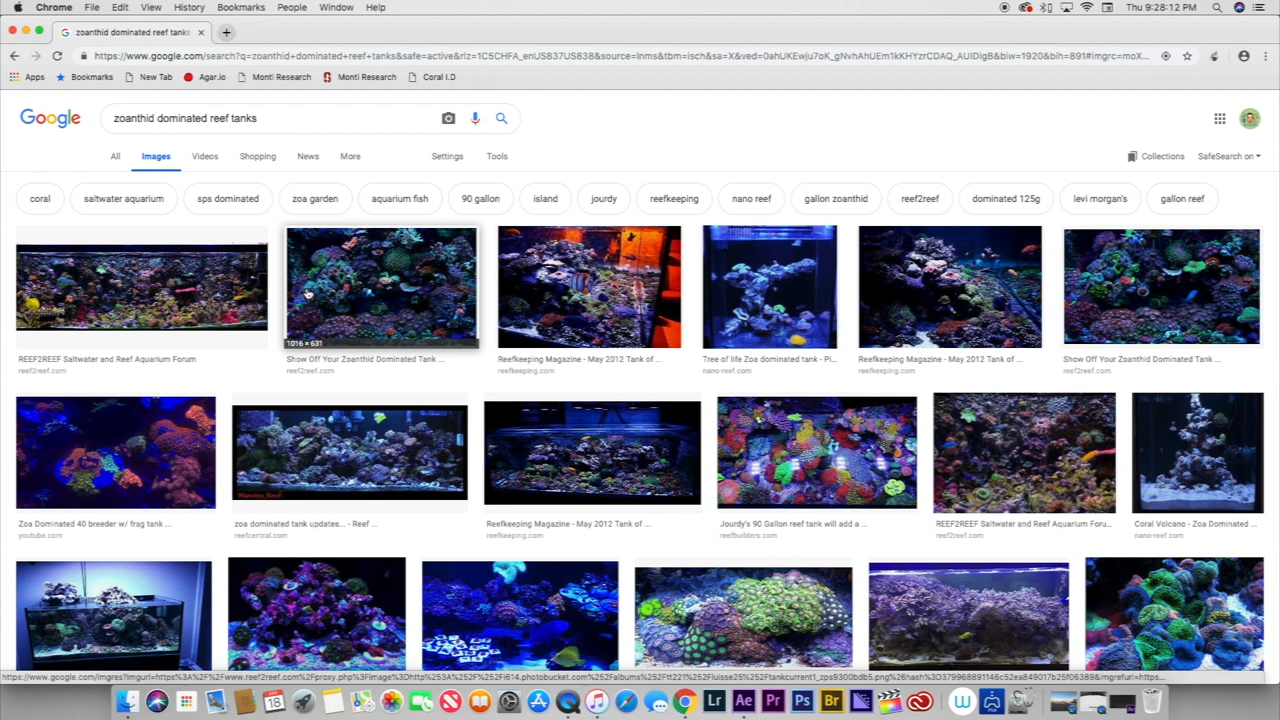 Chrome File Edit View History Bookmarks People Window Help
Thu 9:28:12 PM
zoanthid dominated reef tanks
Apps Bookmarks New Tab Agar.io Monti Research Monti Research Coral I.D
Google zoanthid dominated reef tanks
All Images Videos Shopping News More Settings Tools Collections SafeSearch on
coral saltwater aquarium sps dominated zoa garden aquarium fish 90 gallon island jourdy reefkeeping nano reef gallon zoanthid reef2reef dominated 125g levi morgan's gallon reef
1016 × 631
REEF2REEF Saltwater and Reef Aquarium Forum
reef2reef.com
Show Off Your Zoanthid Dominated Tank ...
reef2reef.com
Reefkeeping Magazine - May 2012 Tank of ...
reefkeeping.com
Tree of life Zoa dominated tank - Pi...
nano-reef.com
Reefkeeping Magazine - May 2012 Tank of ...
reefkeeping.com
Show Off Your Zoanthid Dominated Tank ...
reef2reef.com
Zoa Dominated 40 breeder w/ frag tank ...
youtube.com
zoa dominated tank updates... - Reef ...
reefcentral.com
Reefkeeping Magazine - May 2012 Tank of ...
reefkeeping.com
Jourdy's 90 Gallon reef tank will add a ...
reefbuilders.com
REEF2REEF Saltwater and Reef Aquarium Foru...
reef2reef.com
Coral Volcano - Zoa Dominated ...
nano-reef.com
18
Lr Ae Pr Ps Br